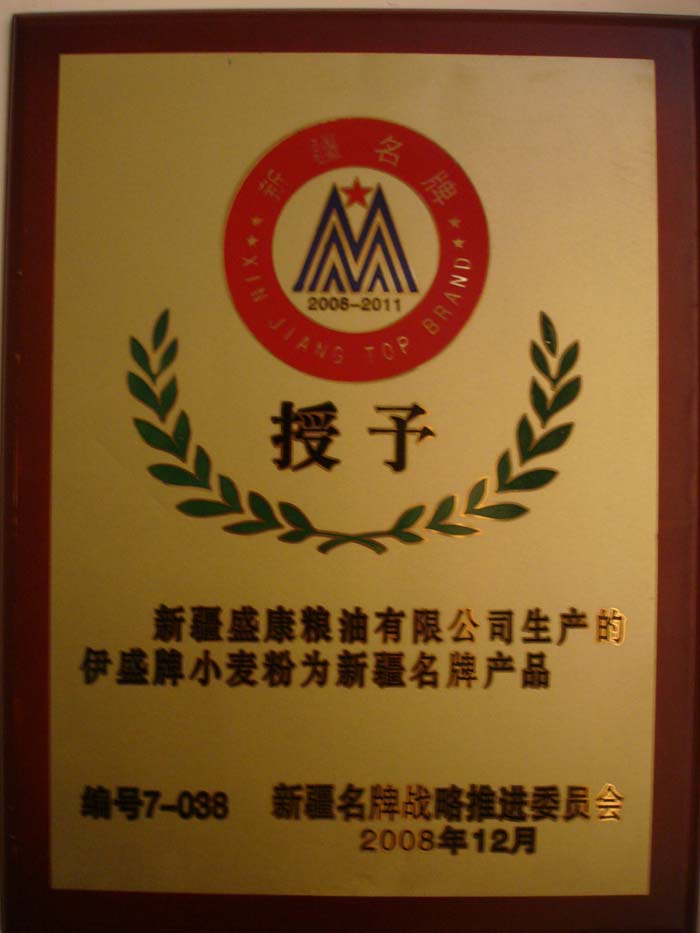 新疆名牌
2008-2011
XIN JIANG TOP BRAND
授予
新疆盛康粮油有限公司生产的
伊盛牌小麦粉为新疆名牌产品
编号7-038 新疆名牌战略推进委员会
2008年12月